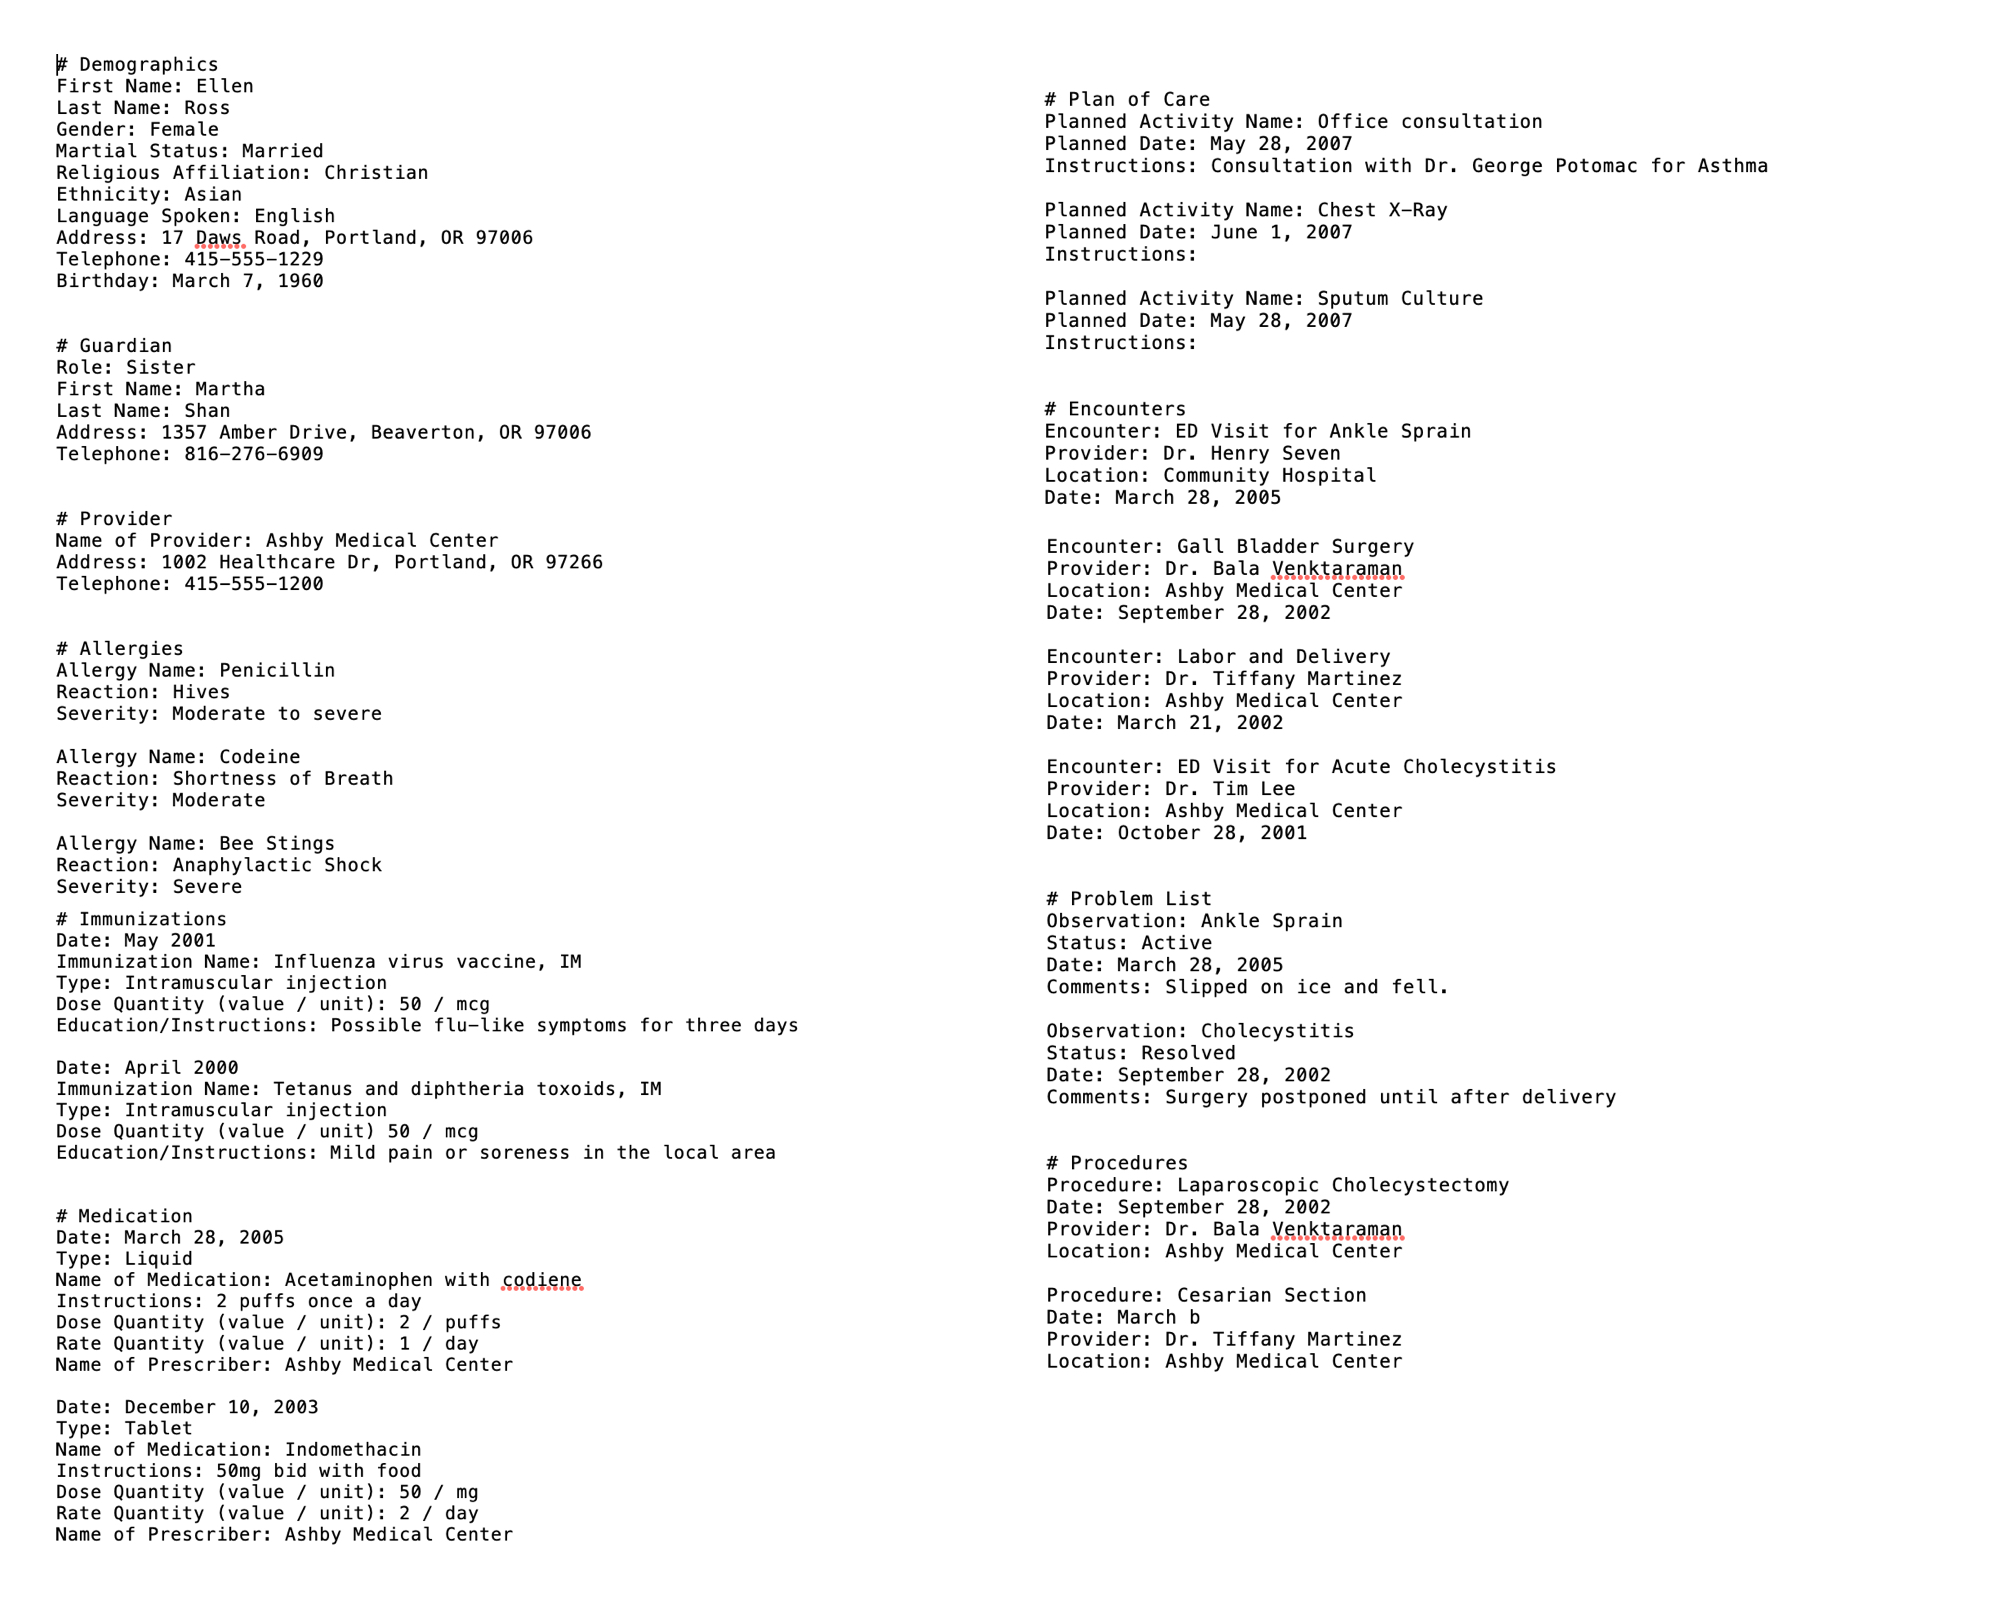 # Demographics
First Name: Ellen
Last Name: Ross
Gender: Female
Martial Status: Married
Religious Affiliation: Christian
Ethnicity: Asian
Language Spoken: English
Address: 17 Daws Road, Portland, OR 97006
Telephone: 415-555-1229
Birthday: March 7, 1960
# Guardian
Role: Sister
First Name: Martha
Last Name: Shan
Address: 1357 Amber Drive, Beaverton, OR 97006
Telephone: 816-276-6909
# Provider
Name of Provider: Ashby Medical Center
Address: 1002 Healthcare Dr, Portland, OR 97266
Telephone: 415-555-1200
# Allergies
Allergy Name: Penicillin
Reaction: Hives
Severity: Moderate to severe
Allergy Name: Codeine
Reaction: Shortness of Breath
Severity: Moderate
Allergy Name: Bee Stings
Reaction: Anaphylactic Shock
Severity: Severe
# Immunizations
Date: May 2001
Immunization Name: Influenza virus vaccine, IM
Type: Intramuscular injection
Dose Quantity (value / unit): 50 / mcg
Education/Instructions: Possible flu-like symptoms for three days
Date: April 2000
Immunization Name: Tetanus and diphtheria toxoids, IM
Type: Intramuscular injection
Dose Quantity (value / unit) 50 / mcg
Education/Instructions: Mild pain or soreness in the local area
# Medication
Date: March 28, 2005
Type: Liquid
Name of Medication: Acetaminophen with codiene
Instructions: 2 puffs once a day
Dose Quantity (value / unit): 2 / puffs
Rate Quantity (value / unit): 1 / day
Name of Prescriber: Ashby Medical Center
Date: December 10, 2003
Type: Tablet
Name of Medication: Indomethacin
Instructions: 50mg bid with food
Dose Quantity (value / unit): 50 / mg
Rate Quantity (value / unit): 2 / day
Name of Prescriber: Ashby Medical Center
# Plan of Care
Planned Activity Name: Office consultation
Planned Date: May 28, 2007
Instructions: Consultation with Dr. George Potomac for Asthma
Planned Activity Name: Chest X-Ray
Planned Date: June 1, 2007
Instructions:
Planned Activity Name: Sputum Culture
Planned Date: May 28, 2007
Instructions:
# Encounters
Encounter: ED Visit for Ankle Sprain
Provider: Dr. Henry Seven
Location: Community Hospital
Date: March 28, 2005
Encounter: Gall Bladder Surgery
Provider: Dr. Bala Venktaraman
Location: Ashby Medical Center
Date: September 28, 2002
Encounter: Labor and Delivery
Provider: Dr. Tiffany Martinez
Location: Ashby Medical Center
Date: March 21, 2002
Encounter: ED Visit for Acute Cholecystitis
Provider: Dr. Tim Lee
Location: Ashby Medical Center
Date: October 28, 2001
# Problem List
Observation: Ankle Sprain
Status: Active
Date: March 28, 2005
Comments: Slipped on ice and fell.
Observation: Cholecystitis
Status: Resolved
Date: September 28, 2002
Comments: Surgery postponed until after delivery
# Procedures
Procedure: Laparoscopic Cholecystectomy
Date: September 28, 2002
Provider: Dr. Bala Venktaraman
Location: Ashby Medical Center
Procedure: Cesarian Section
Date: March b
Provider: Dr. Tiffany Martinez
Location: Ashby Medical Center